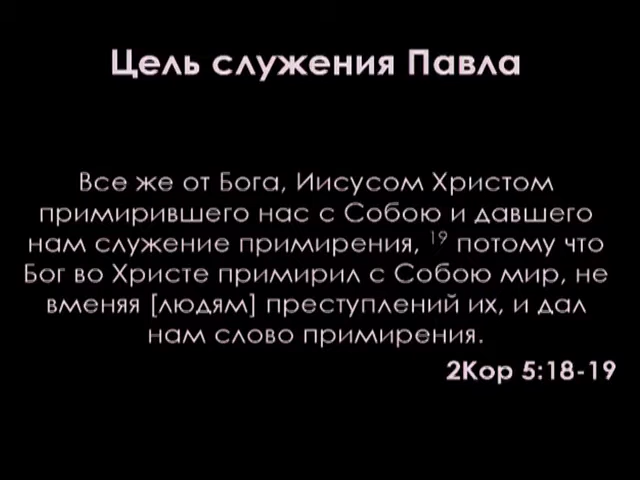 Цель служения Павла
Все же от Бога, Иисусом Христом
примирившего нас с Собою и давшего
нам служение примирения, 19 потому что
Бог во Христе примирил с Собою мир, не
вменяя [людям] преступлений их, и дал
нам слово примирения.
2Кор 5:18-19